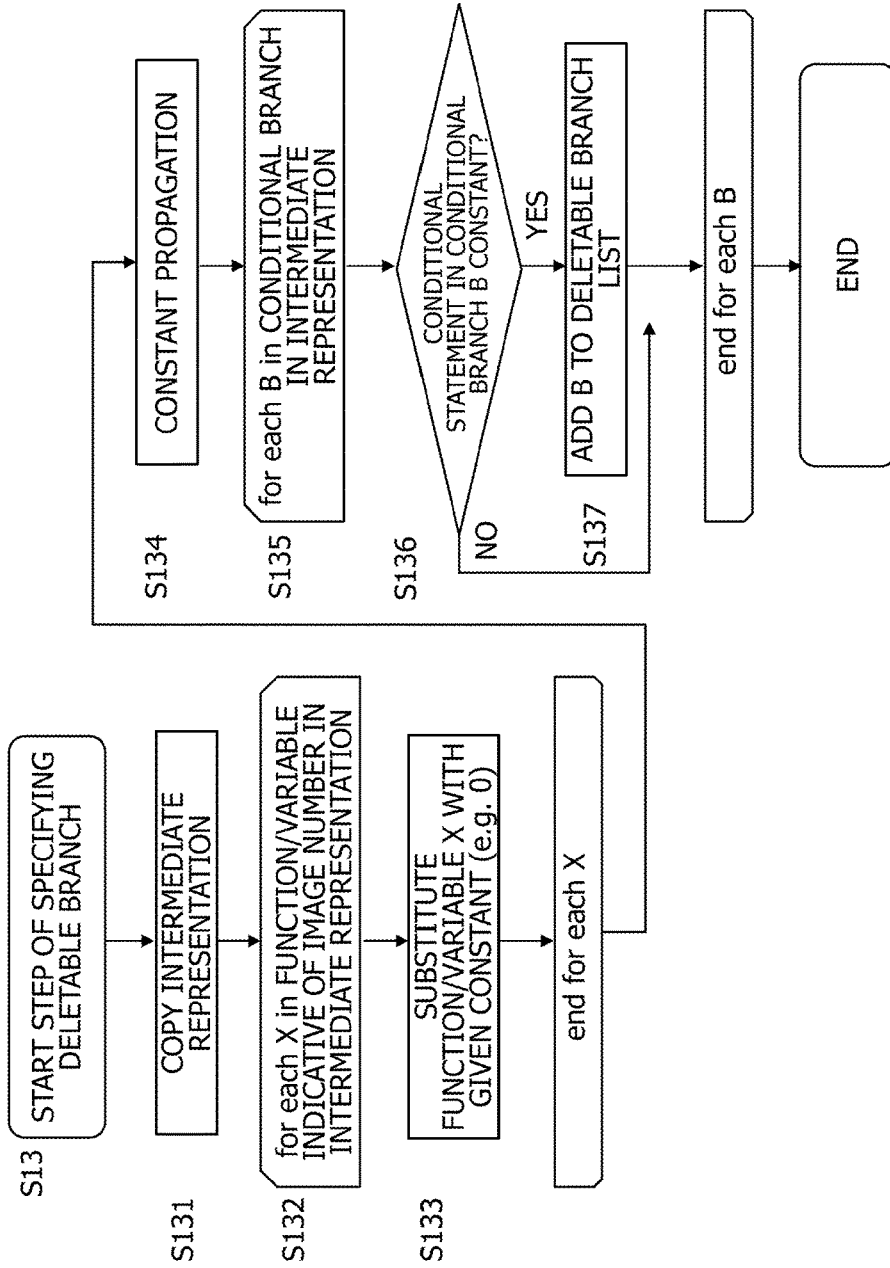 S13
START STEP OF SPECIFYING
DELETABLE BRANCH
S131
COPY INTERMEDIATE
REPRESENTATION
S132
for each X in FUNCTION/VARIABLE
INDICATIVE OF IMAGE NUMBER IN
INTERMEDIATE REPRESENTATION
S133
SUBSTITUTE
FUNCTION/VARIABLE X WITH
GIVEN CONSTANT (e.g. 0)
end for each X
S134
CONSTANT PROPAGATION
S135
for each B in CONDITIONAL BRANCH
IN INTERMEDIATE
REPRESENTATION
S136
CONDITIONAL
STATEMENT IN CONDITIONAL
BRANCH B CONSTANT?
NO
YES
S137
ADD B TO DELETABLE BRANCH
LIST
end for each B
END